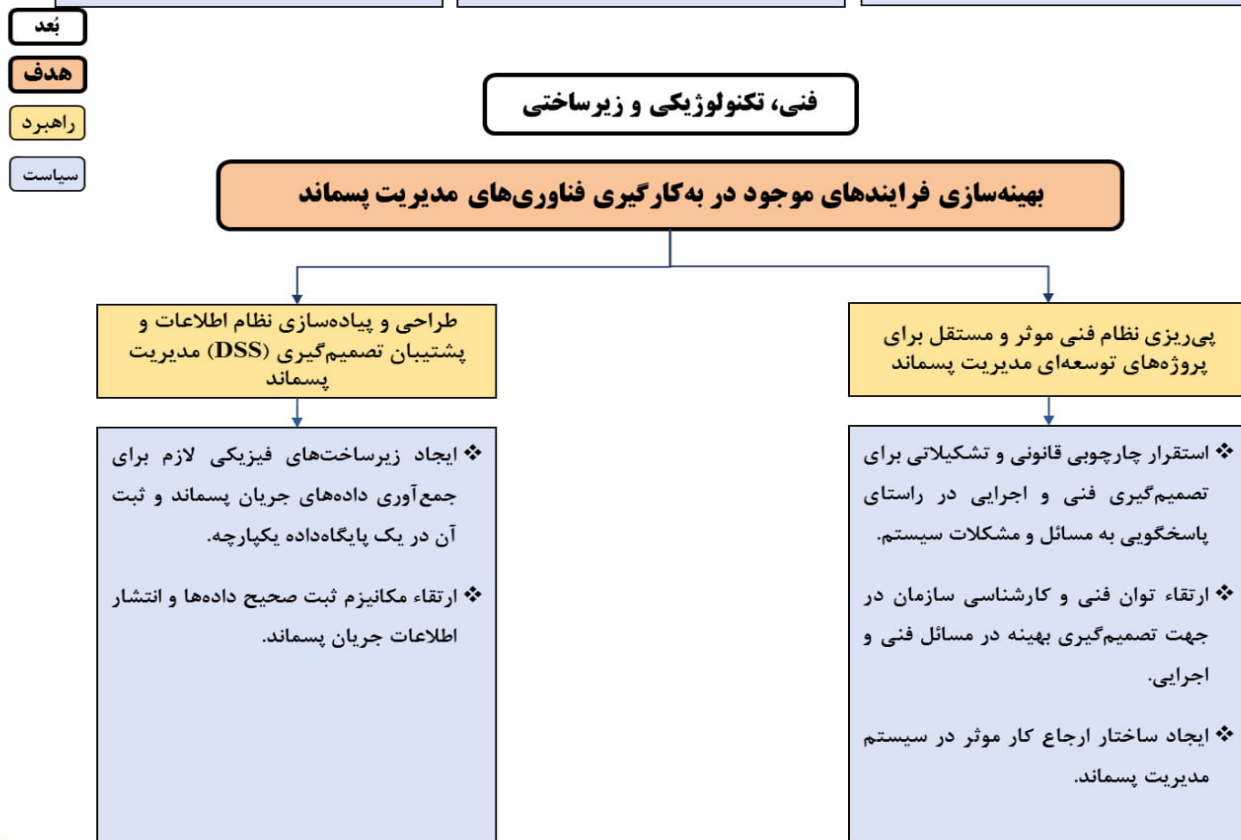 بُعد
هدف
راهبرد
سیاست
فنی، تکنولوژیکی و زیرساختی
بهینه‌سازی فرایندهای موجود در به‌کارگیری فناوری‌های مدیریت پسماند
پی‌ریزی نظام فنی موثر و مستقل برای
پروژه‌های توسعه‌ای مدیریت پسماند
❖ استقرار چارچوبی قانونی و تشکیلاتی برای
تصمیم‌گیری فنی و اجرایی در راستای
پاسخگویی به مسائل و مشکلات سیستم.
❖ ارتقاء توان فنی و کارشناسی سازمان در
جهت تصمیم‌گیری بهینه در مسائل فنی و
اجرایی.
❖ ایجاد ساختار ارجاع کار موثر در سیستم
مدیریت پسماند.
طراحی و پیاده‌سازی نظام اطلاعات و
پشتیبان تصمیم‌گیری (DSS) مدیریت
پسماند
❖ ایجاد زیرساخت‌های فیزیکی لازم برای
جمع‌آوری داده‌های جریان پسماند و ثبت
آن در یک پایگاه‌داده یکپارچه.
❖ ارتقاء مکانیزم ثبت صحیح داده‌ها و انتشار
اطلاعات جریان پسماند.